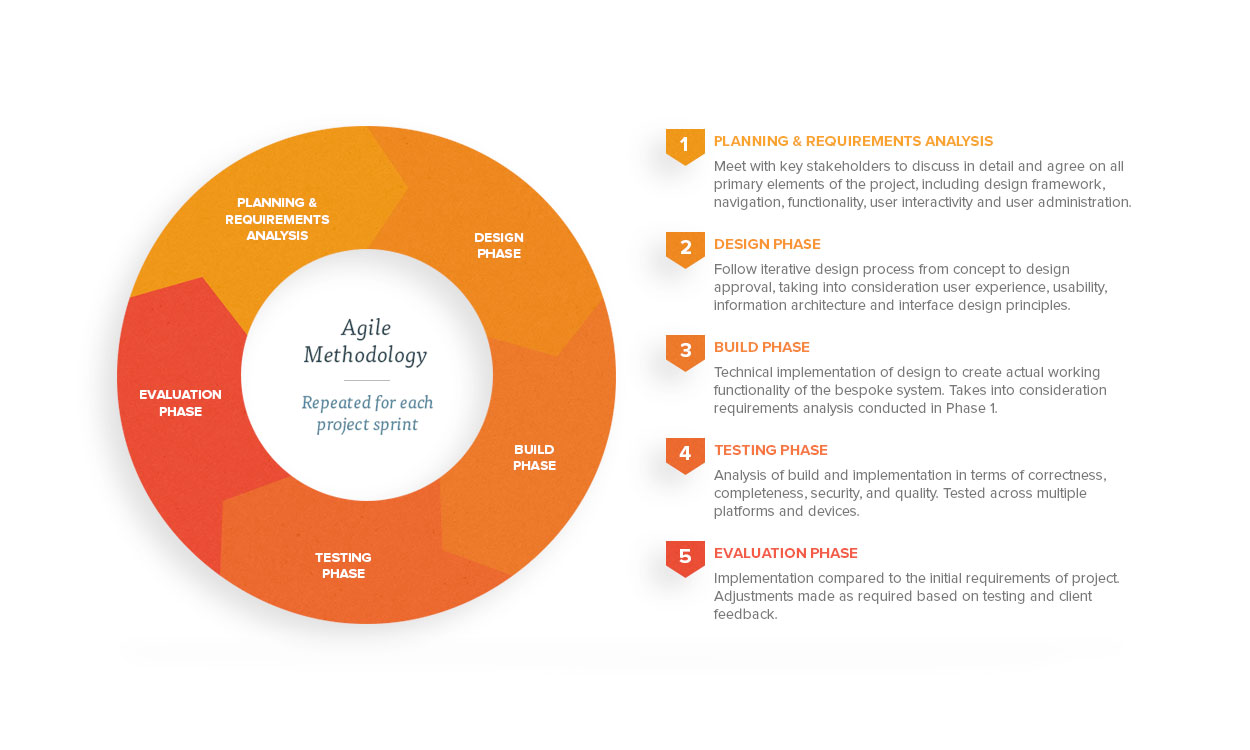 PLANNING &
REQUIREMENTS
ANALYSIS
DESIGN
PHASE
BUILD
PHASE
TESTING
PHASE
EVALUATION
PHASE
Agile
Methodology
Repeated for each
project sprint
1 PLANNING & REQUIREMENTS ANALYSIS
Meet with key stakeholders to discuss in detail and agree on all
primary elements of the project, including design framework,
navigation, functionality, user interactivity and user administration.
2 DESIGN PHASE
Follow iterative design process from concept to design
approval, taking into consideration user experience, usability,
information architecture and interface design principles.
3 BUILD PHASE
Technical implementation of design to create actual working
functionality of the bespoke system. Takes into consideration
requirements analysis conducted in Phase 1.
4 TESTING PHASE
Analysis of build and implementation in terms of correctness,
completeness, security, and quality. Tested across multiple
platforms and devices.
5 EVALUATION PHASE
Implementation compared to the initial requirements of project.
Adjustments made as required based on testing and client
feedback.